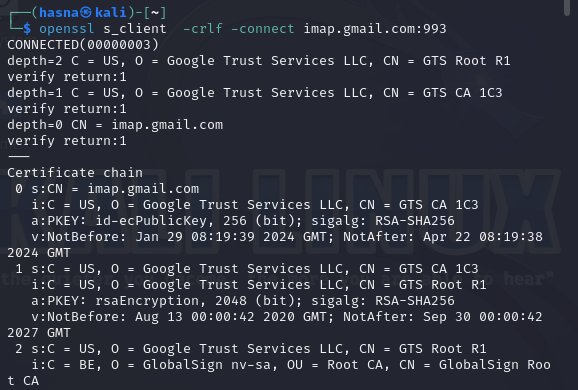 ┌──(hasna㉿kali)-[~]
└─$ openssl s_client  -crlf -connect imap.gmail.com:993
CONNECTED(00000003)
depth=2 C = US, O = Google Trust Services LLC, CN = GTS Root R1
verify return:1
depth=1 C = US, O = Google Trust Services LLC, CN = GTS CA 1C3
verify return:1
depth=0 CN = imap.gmail.com
verify return:1
---
Certificate chain
 0 s:CN = imap.gmail.com
   i:C = US, O = Google Trust Services LLC, CN = GTS CA 1C3
   a:PKEY: id-ecPublicKey, 256 (bit); sigalg: RSA-SHA256
   v:NotBefore: Jan 29 08:19:39 2024 GMT; NotAfter: Apr 22 08:19:38
2024 GMT
 1 s:C = US, O = Google Trust Services LLC, CN = GTS CA 1C3
   i:C = US, O = Google Trust Services LLC, CN = GTS Root R1
   a:PKEY: rsaEncryption, 2048 (bit); sigalg: RSA-SHA256
   v:NotBefore: Aug 13 00:00:42 2020 GMT; NotAfter: Sep 30 00:00:42
2027 GMT
 2 s:C = US, O = Google Trust Services LLC, CN = GTS Root R1
   i:C = BE, O = GlobalSign nv-sa, OU = Root CA, CN = GlobalSign Roo
t CA
KALI LINUX
hear"